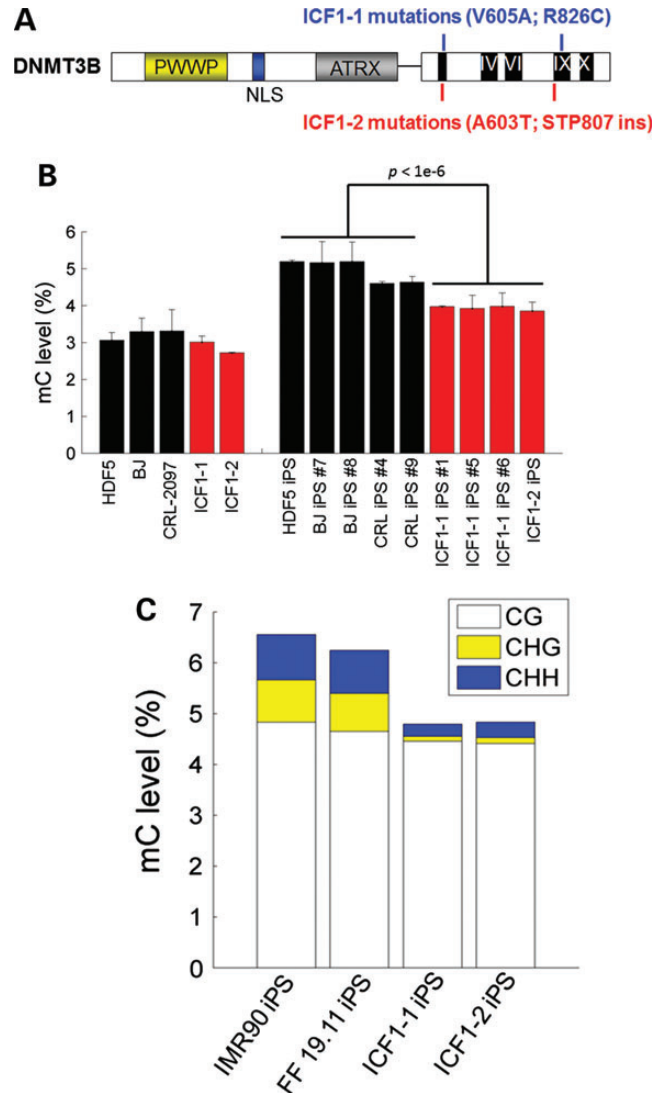 A
ICF1-1 mutations (V605A; R826C)
DNMT3B
PWWP
ATRX
IV
VI
IX
X
NLS
ICF1-2 mutations (A603T; STP807 ins)
B
p < 1e-6
mC level (%)
6
5
4
3
2
1
0
HDF5
BJ
CRL-2097
ICF1-1
ICF1-2
HDF5 iPS
BJ iPS #7
BJ iPS #8
CRL iPS #4
CRL iPS #9
ICF1-1 iPS #1
ICF1-1 iPS #5
ICF1-1 iPS #6
ICF1-2 iPS
C
mC level (%)
7
6
5
4
3
2
1
0
CG
CHG
CHH
IMR90 iPS
FF 19.11 iPS
ICF1-1 iPS
ICF1-2 iPS